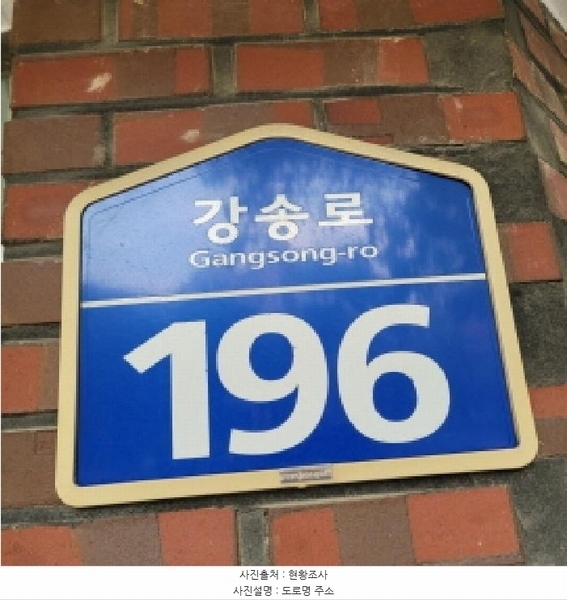 강송로
Gangsong-ro
196
사진출처 : 현황조사
사진설명 : 도로명 주소